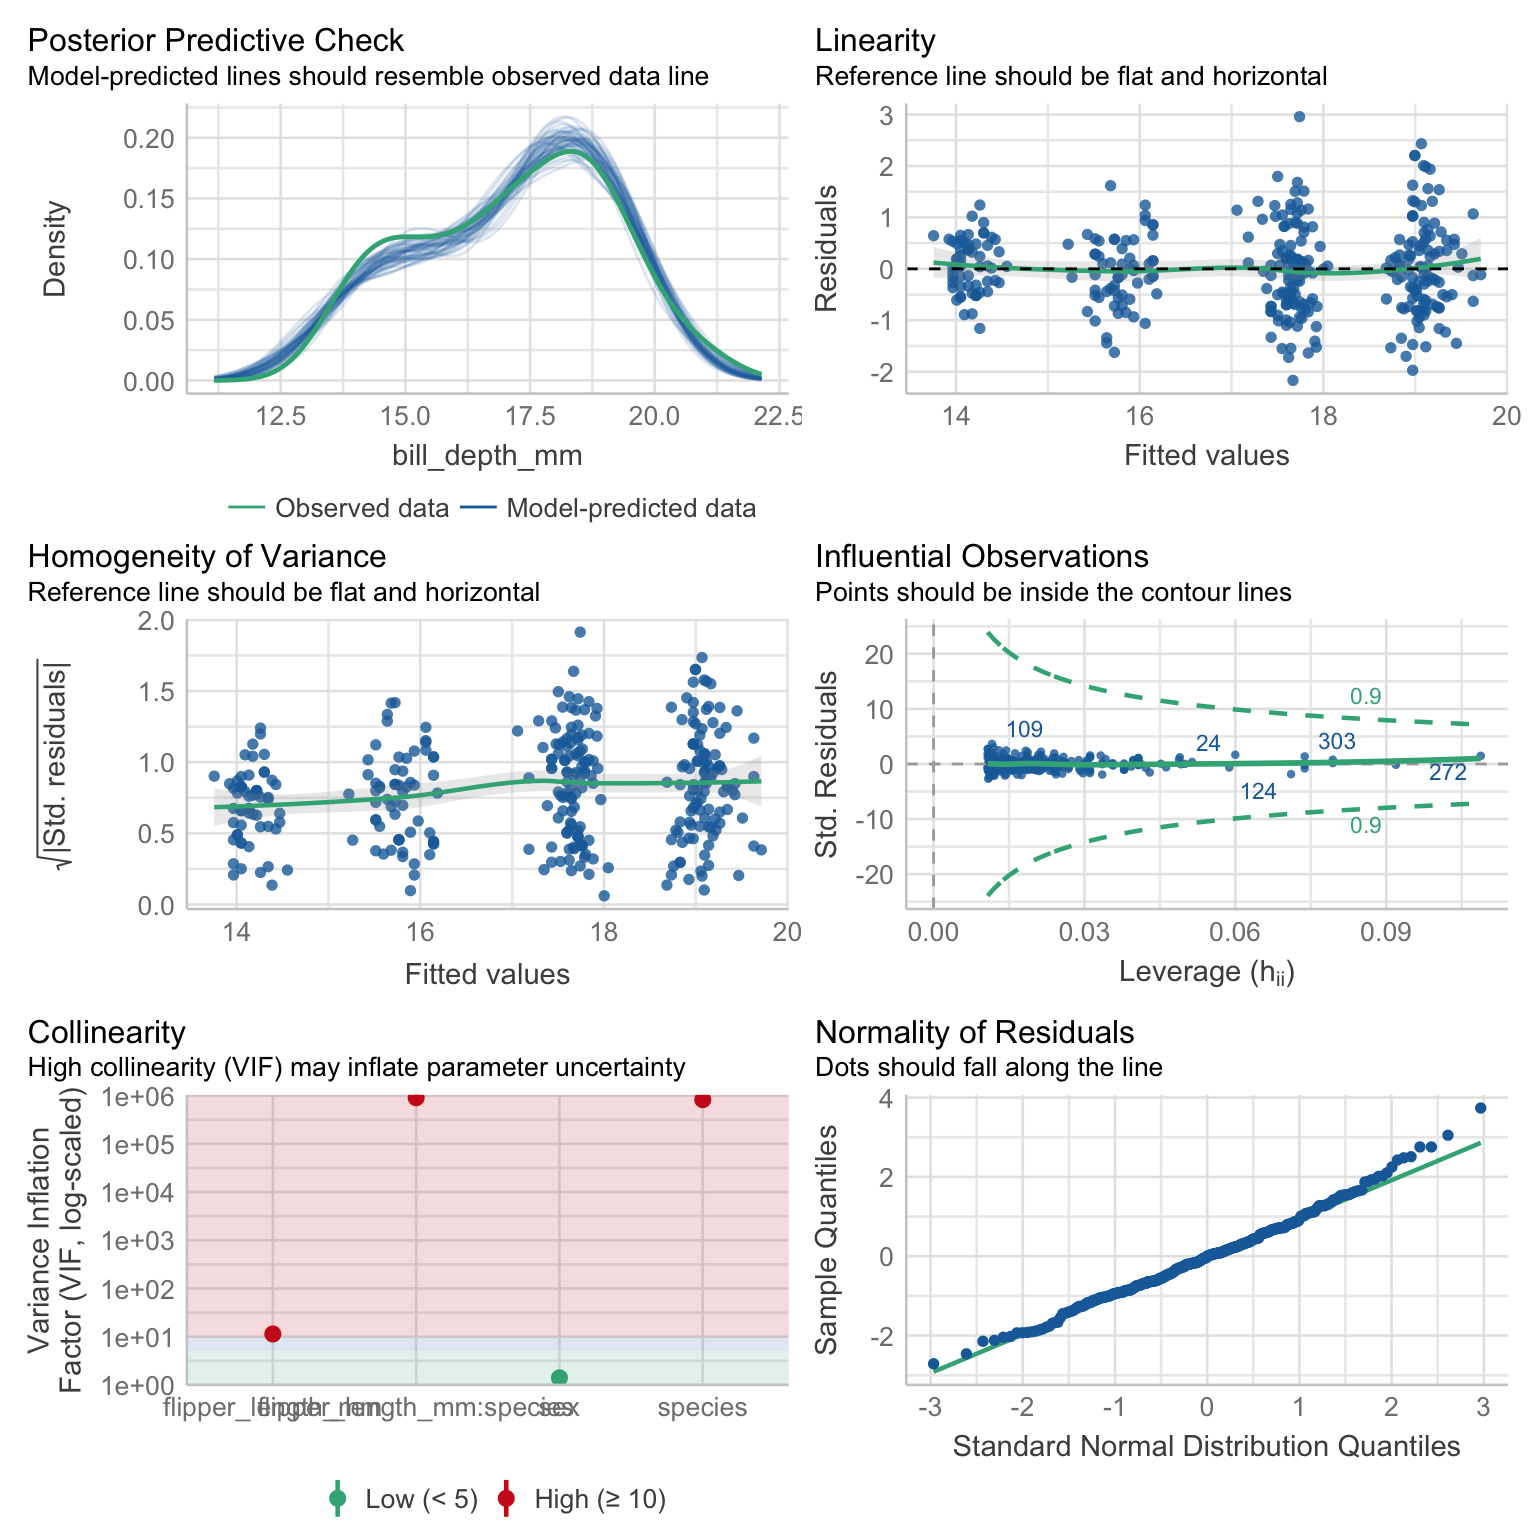 Posterior Predictive Check
Model-predicted lines should resemble observed data line
0.20
0.15
0.10
0.05
0.00
Density
12.5 15.0 17.5 20.0 22.5
bill_depth_mm
Observed data Model-predicted data
Linearity
Reference line should be flat and horizontal
3
2
1
0
-1
-2
Residuals
14 16 18 20
Fitted values
Homogeneity of Variance
Reference line should be flat and horizontal
2.0
1.5
1.0
0.5
0.0
√|Std. residuals|
14 16 18 20
Fitted values
Influential Observations
Points should be inside the contour lines
20
10
0
-10
-20
Std. Residuals
0.9
109
24
303
272
124
0.9
0.00 0.03 0.06 0.09
Leverage (hii)
Collinearity
High collinearity (VIF) may inflate parameter uncertainty
1e+06
1e+05
1e+04
1e+03
1e+02
1e+01
1e+00
Variance Inflation
Factor (VIF, log-scaled)
flipper_length_mm flipper_length_mm:species sex species
Low (< 5) High (≥ 10)
Normality of Residuals
Dots should fall along the line
4
2
0
-2
Sample Quantiles
-3 -2 -1 0 1 2 3
Standard Normal Distribution Quantiles